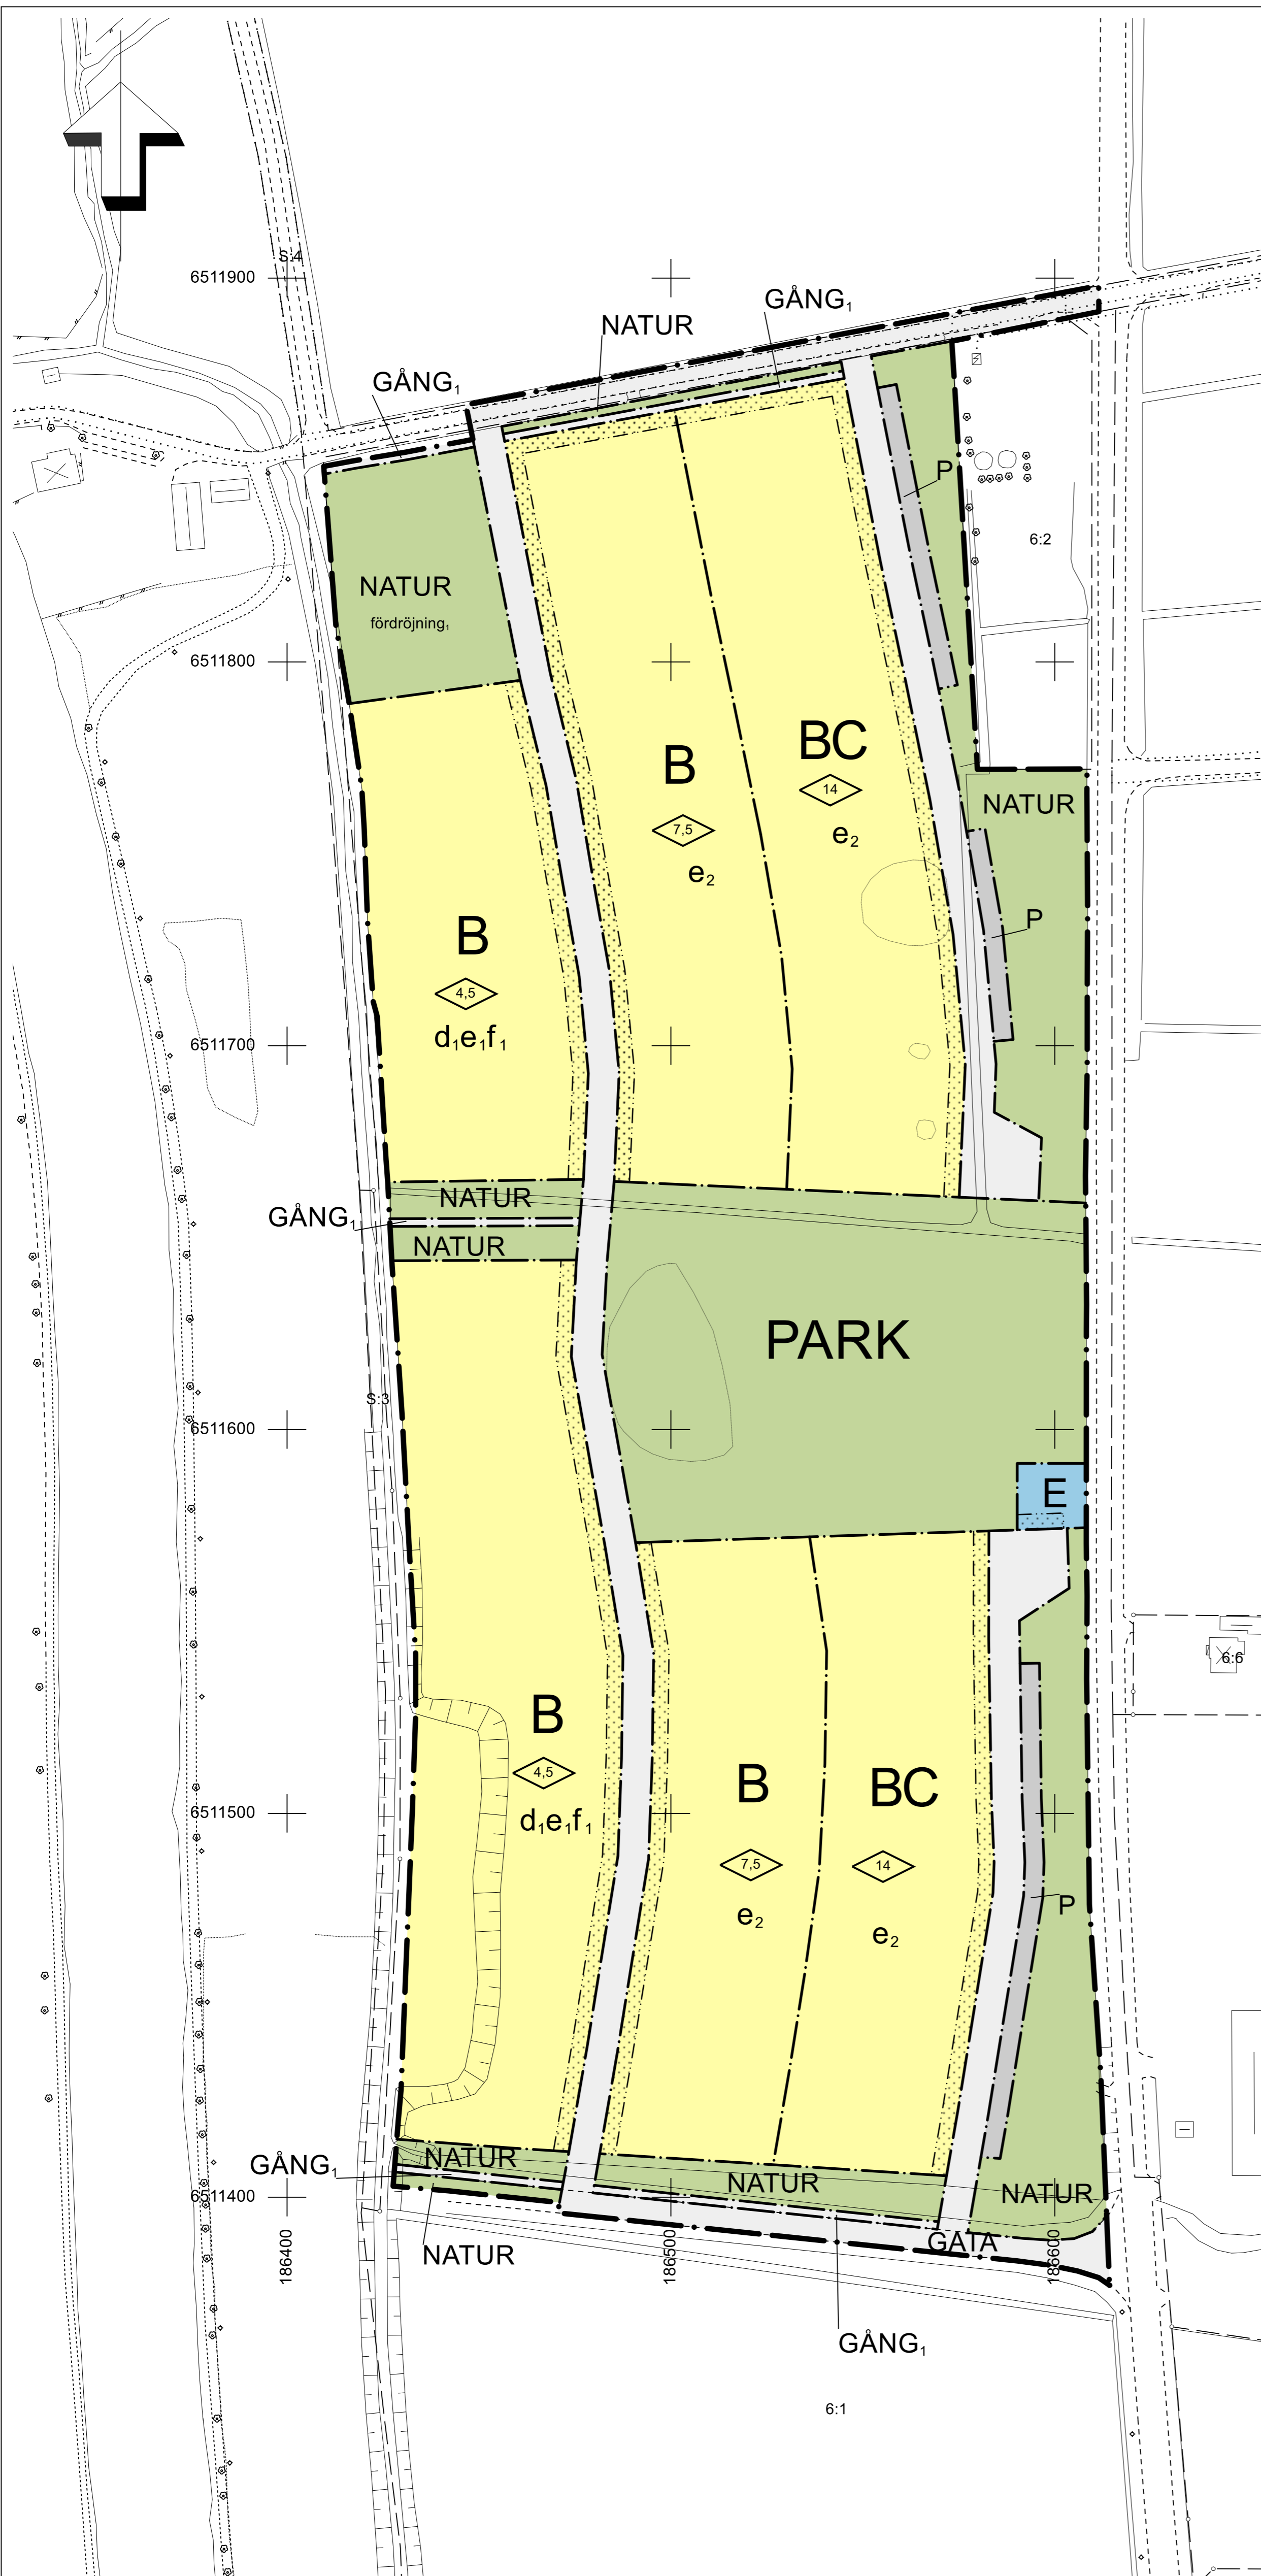 S:4
6511900
GÅNG₁
NATUR
GÅNG₁
P
6:2
NATUR
fördröjning₁
6511800
B
7,5
e₂
BC
14
e₂
NATUR
P
B
4,5
d₁e₁f₁
6511700
NATUR
GÅNG₁
NATUR
PARK
S:3
6511600
E
6:6
B
4,5
d₁e₁f₁
B
7,5
e₂
BC
14
e₂
6511500
P
NATUR
GÅNG₁
NATUR
NATUR
6511400
GATA
186400
186500
186600
NATUR
GÅNG₁
6:1